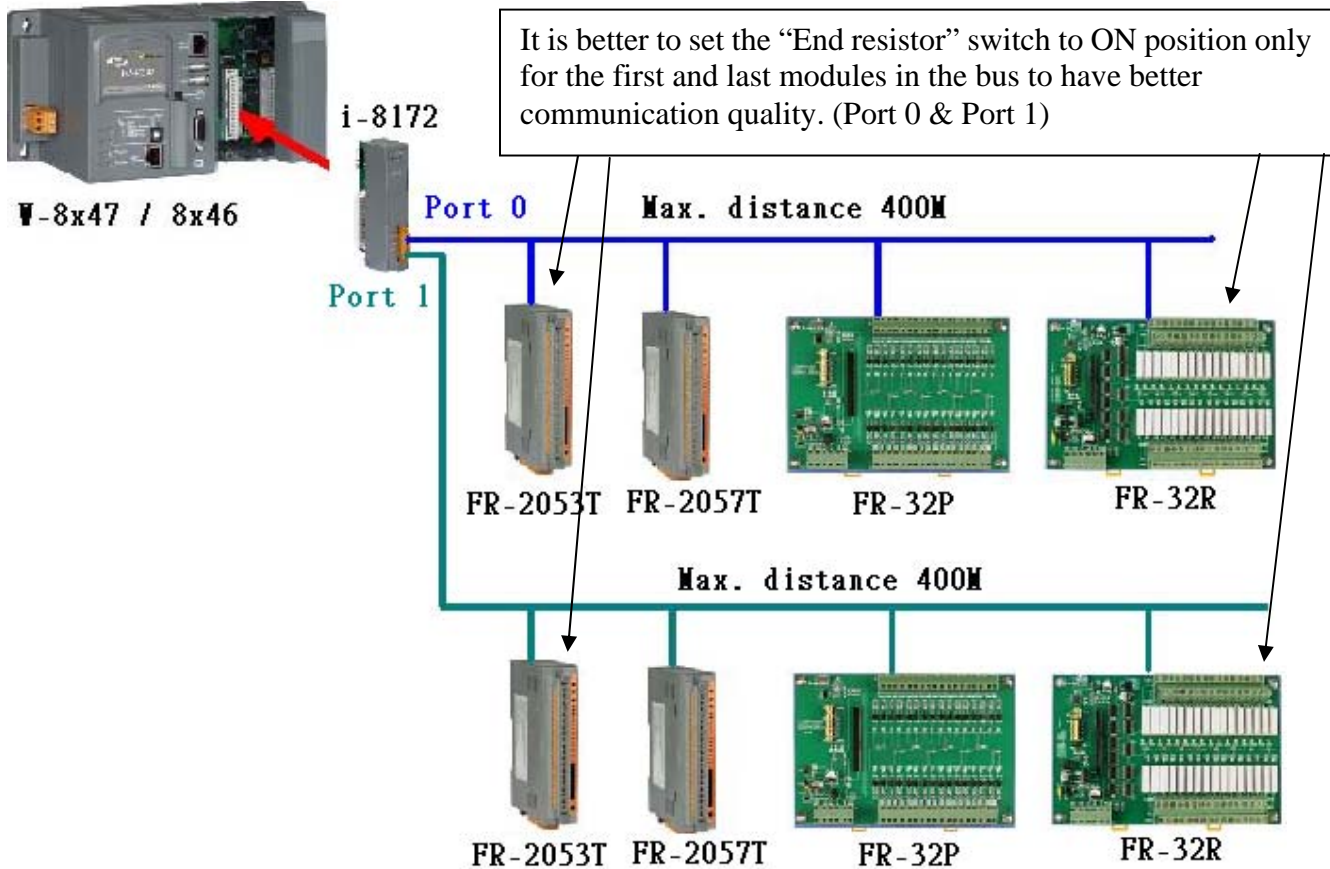 It is better to set the “End resistor” switch to ON position only
for the first and last modules in the bus to have better
communication quality. (Port 0 & Port 1)
i-8172
W-8x47 / 8x46
Port 0
Max. distance 400M
Port 1
FR-2053T
FR-2057T
FR-32P
FR-32R
Max. distance 400M
FR-2053T
FR-2057T
FR-32P
FR-32R